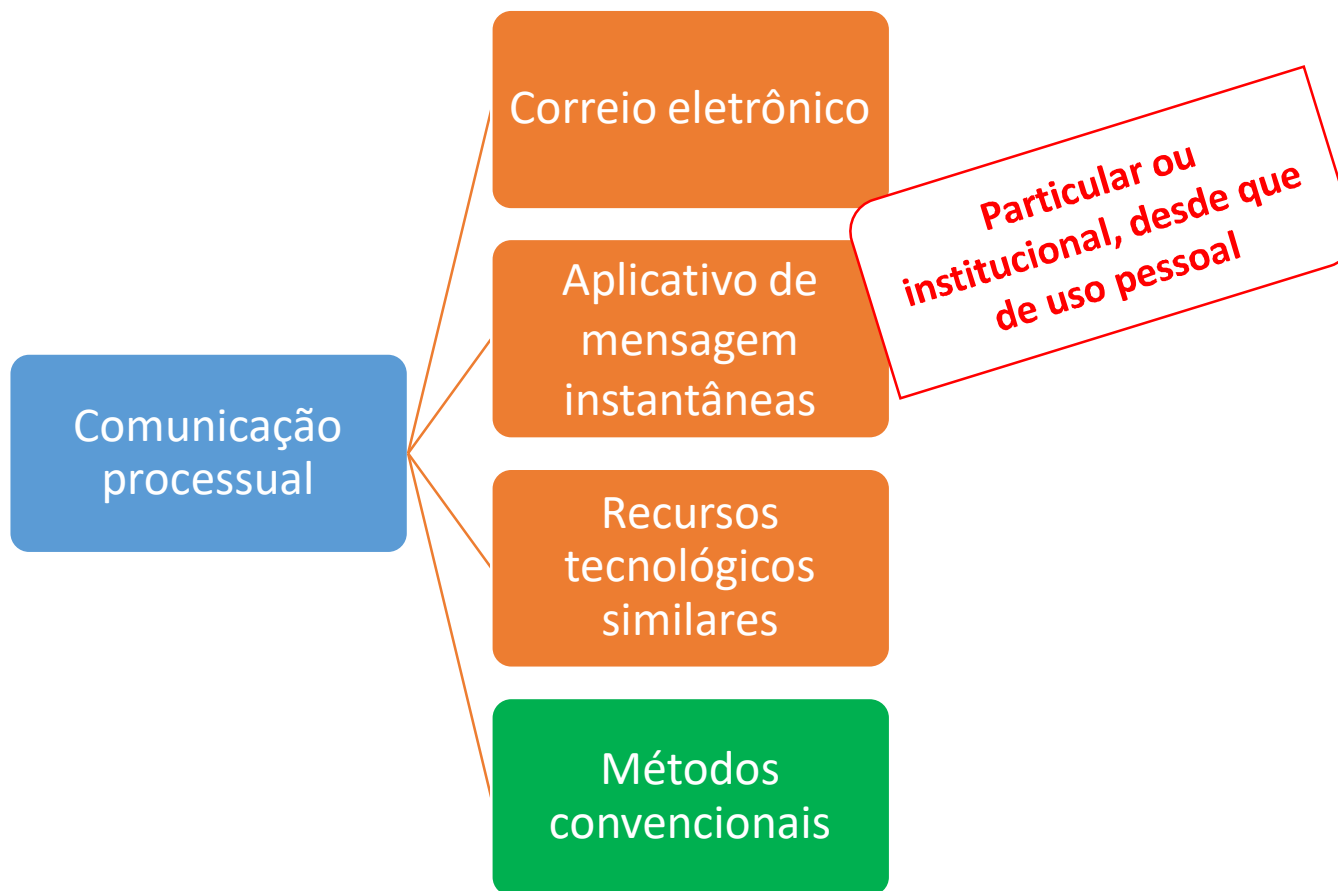 Correio eletrônico
Particular ou
institucional, desde que
de uso pessoal
Aplicativo de
mensagem
instantâneas
Comunicação
processual
Recursos
tecnológicos
similares
Métodos
convencionais